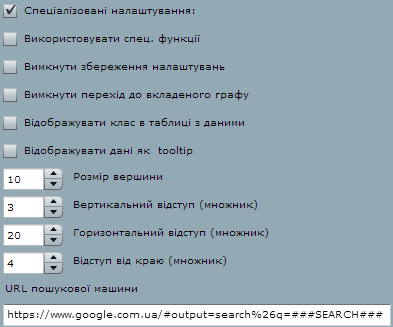 Спеціалізовані налаштування:
Використовувати спец. функції
Вимкнути збереження налаштувань
Вимкнути перехід до вкладеного графу
Відображувати клас в таблиці з даними
Відображувати дані як tooltip
10 Розмір вершини
3 Вертикальний відступ (множник)
20 Горизонтальний відступ (множник)
4 Відступ від краю (множник)
URL пошукової машини
https://www.google.com.ua/#output=search%26q=###SEARCH###